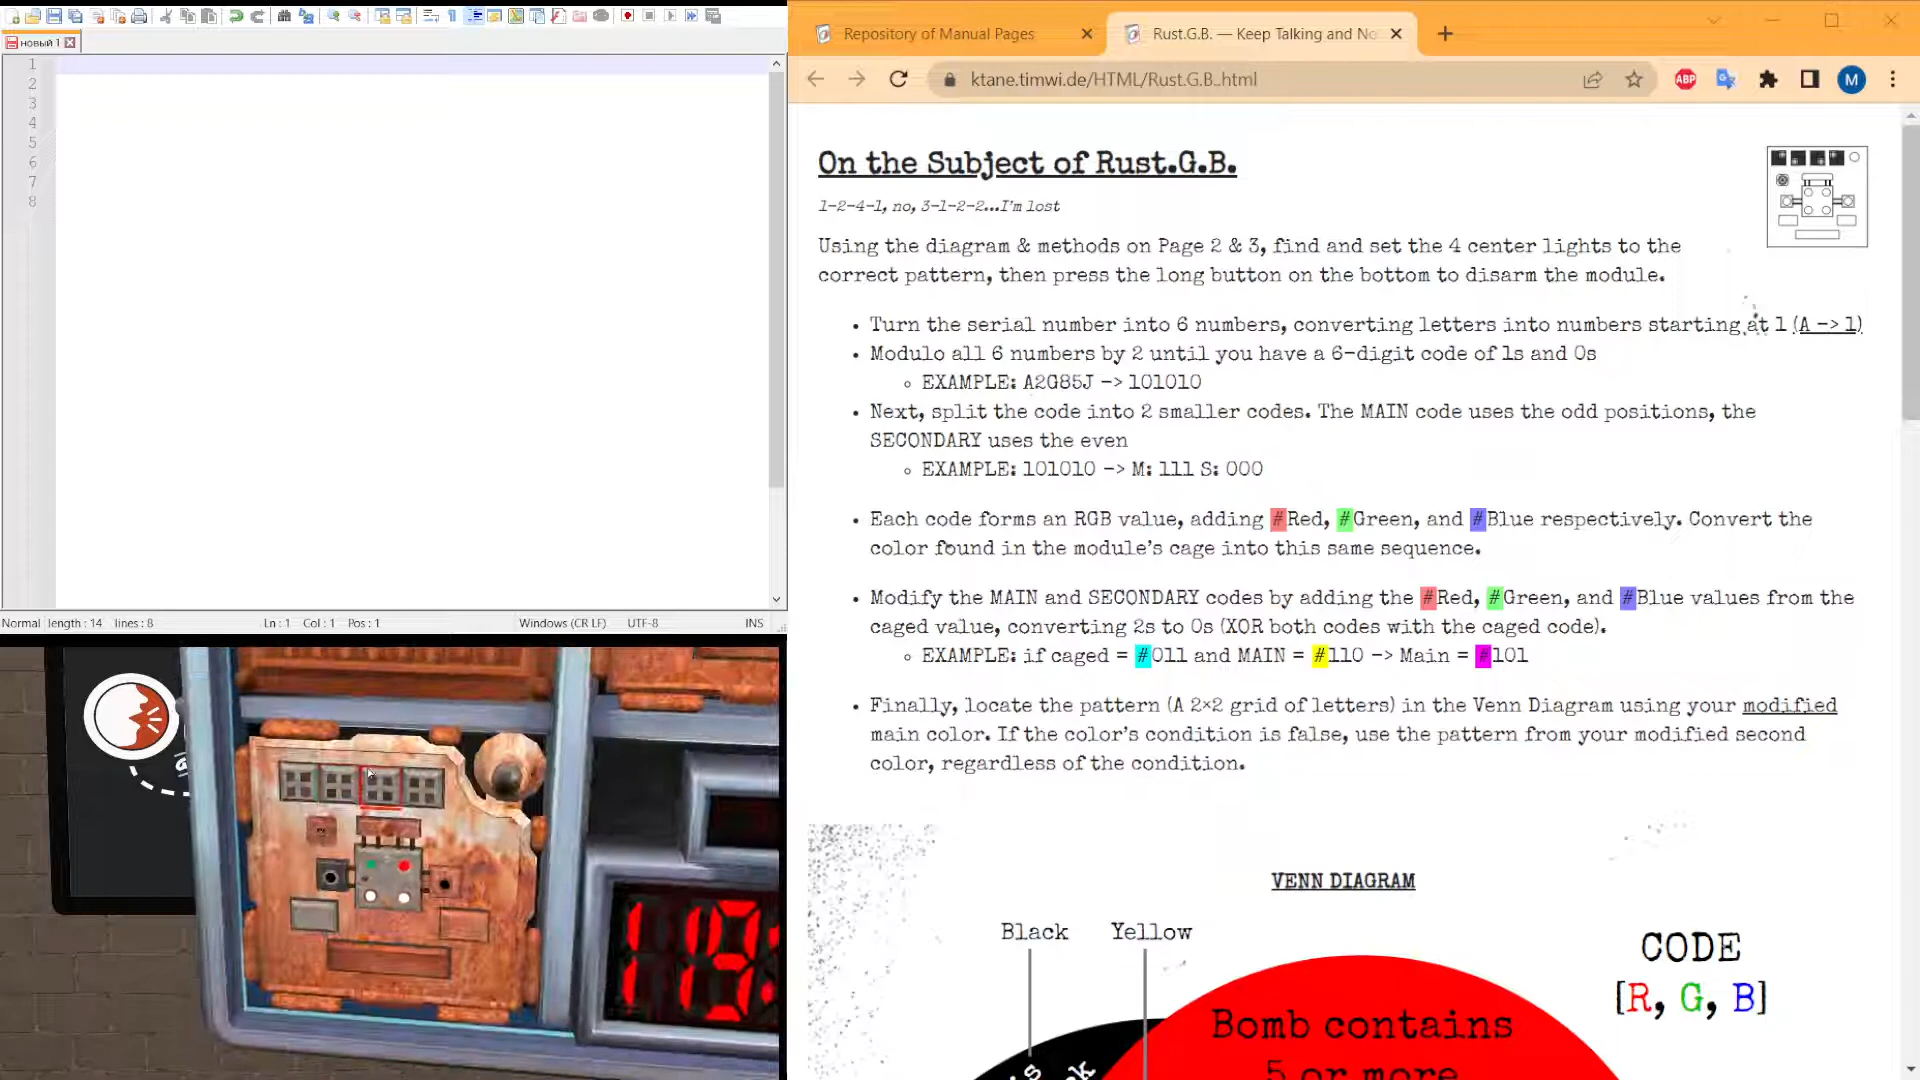 новый 1
1
2
3
4
5
6
7
8
Normal length : 14 lines : 8 Ln : 1 Col : 1 Pos : 1 Windows (CR LF) UTF-8 INS
Repository of Manual Pages
Rust.G.B. — Keep Talking and No
ktane.timwi.de/HTML/Rust.G.B..html
ABP
M
On the Subject of Rust.G.B.
1-2-4-1, no, 3-1-2-2...I'm lost
Using the diagram & methods on Page 2 & 3, find and set the 4 center lights to the
correct pattern, then press the long button on the bottom to disarm the module.
• Turn the serial number into 6 numbers, converting letters into numbers starting at 1 (A -> 1)
• Modulo all 6 numbers by 2 until you have a 6-digit code of 1s and 0s
◦ EXAMPLE: A2G85J -> 101010
• Next, split the code into 2 smaller codes. The MAIN code uses the odd positions, the
SECONDARY uses the even
◦ EXAMPLE: 101010 -> M: 111 S: 000
• Each code forms an RGB value, adding #Red, #Green, and #Blue respectively. Convert the
color found in the module's cage into this same sequence.
• Modify the MAIN and SECONDARY codes by adding the #Red, #Green, and #Blue values from the
caged value, converting 2s to 0s (XOR both codes with the caged code).
◦ EXAMPLE: if caged = #011 and MAIN = #110 -> Main = #101
• Finally, locate the pattern (A 2×2 grid of letters) in the Venn Diagram using your modified
main color. If the color's condition is false, use the pattern from your modified second
color, regardless of the condition.
VENN DIAGRAM
Black Yellow
CODE
[R, G, B]
Bomb contains
5 or more
is